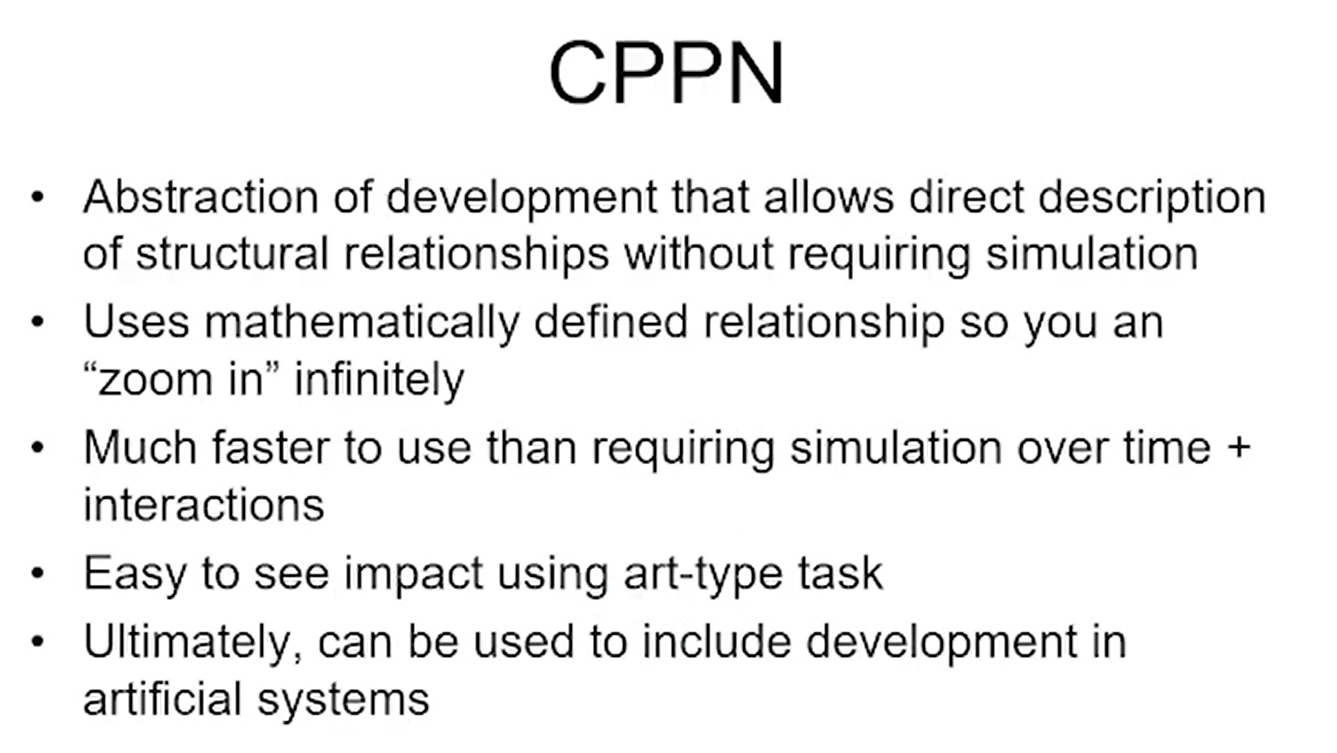 CPPN
• Abstraction of development that allows direct description
of structural relationships without requiring simulation
• Uses mathematically defined relationship so you an
“zoom in” infinitely
• Much faster to use than requiring simulation over time +
interactions
• Easy to see impact using art-type task
• Ultimately, can be used to include development in
artificial systems